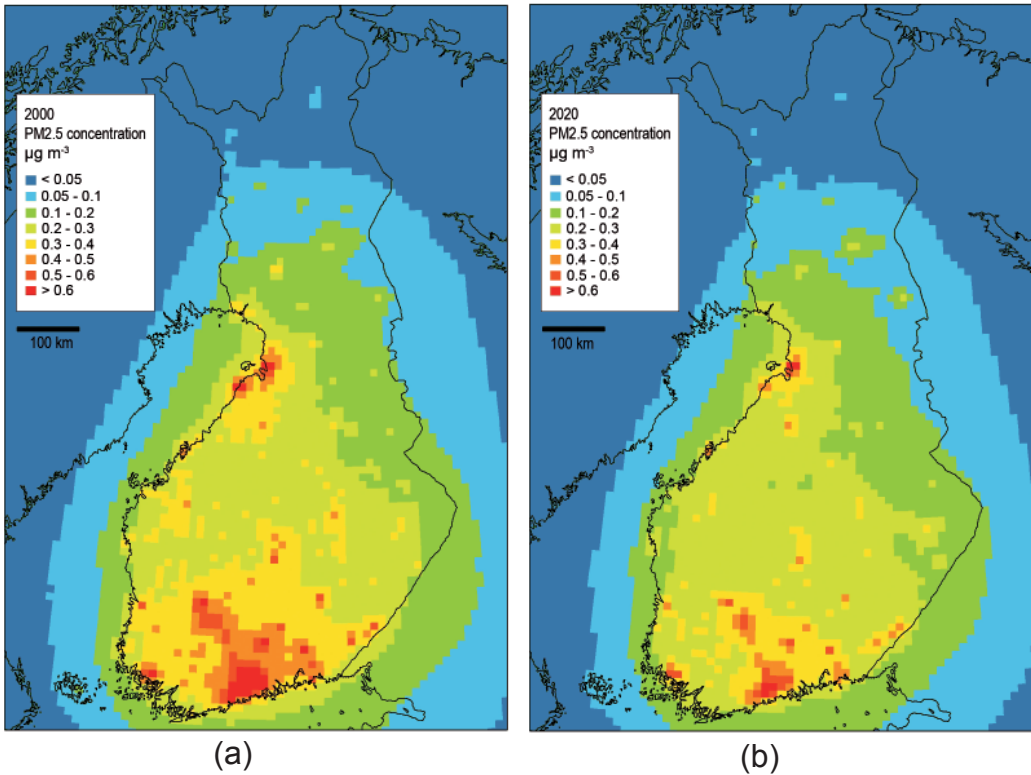 2000
PM2.5 concentration
µg m⁻³
< 0.05
0.05 - 0.1
0.1 - 0.2
0.2 - 0.3
0.3 - 0.4
0.4 - 0.5
0.5 - 0.6
> 0.6
100 km
(a)
2020
PM2.5 concentration
µg m⁻³
< 0.05
0.05 - 0.1
0.1 - 0.2
0.2 - 0.3
0.3 - 0.4
0.4 - 0.5
0.5 - 0.6
> 0.6
100 km
(b)